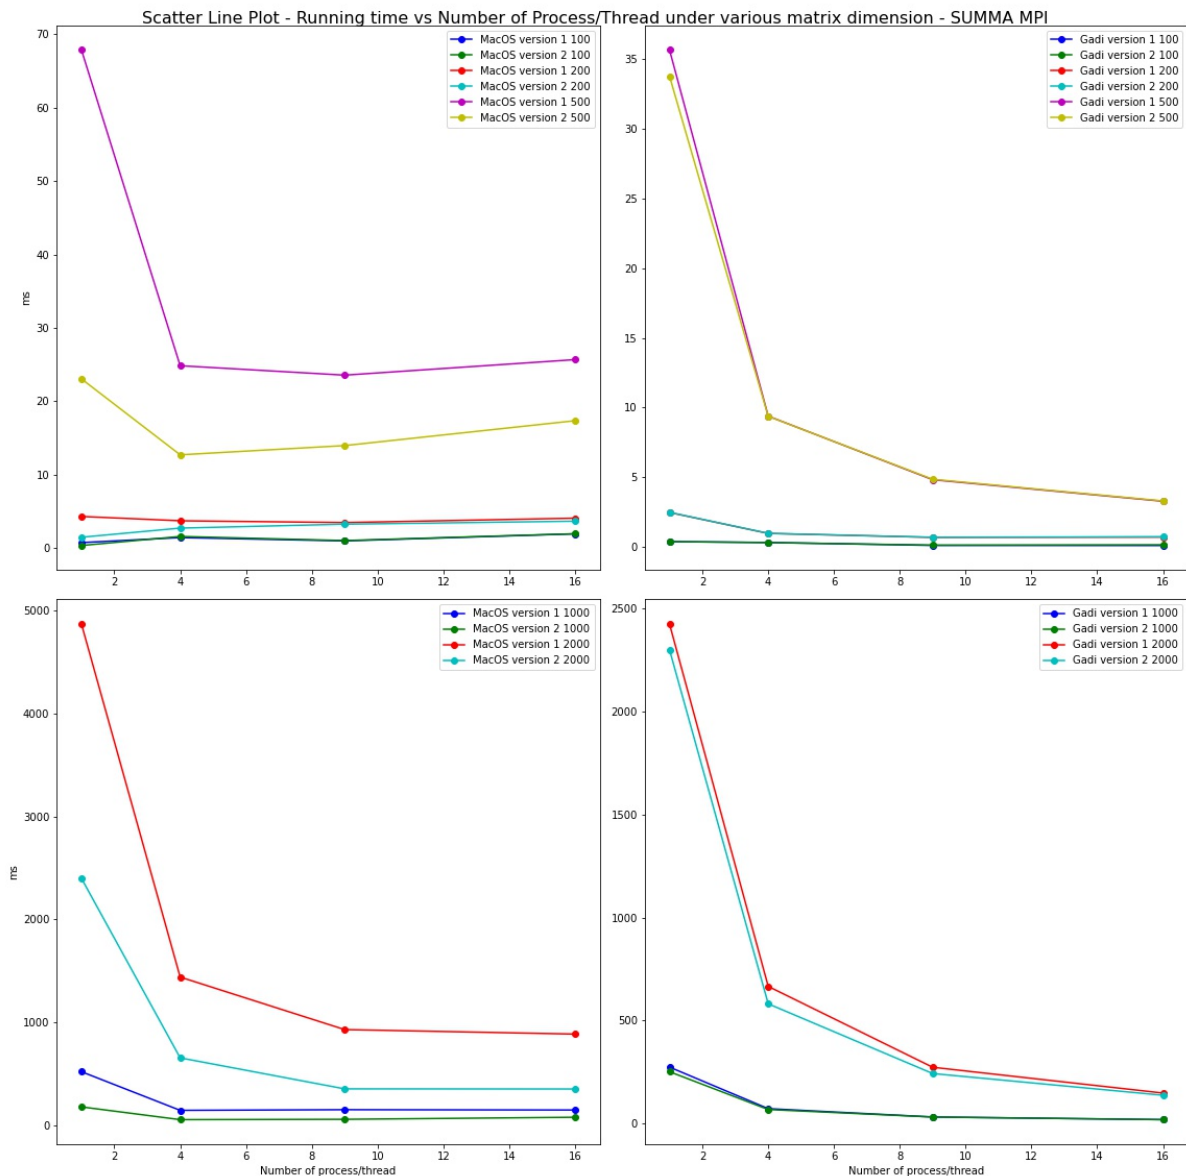 Scatter Line Plot - Running time vs Number of Process/Thread under various matrix dimension - SUMMA MPI
70
60
50
40
30
20
10
0
ms
2
4
6
8
10
12
14
16
MacOS version 1 100
MacOS version 2 100
MacOS version 1 200
MacOS version 2 200
MacOS version 1 500
MacOS version 2 500
35
30
25
20
15
10
5
0
2
4
6
8
10
12
14
16
Gadi version 1 100
Gadi version 2 100
Gadi version 1 200
Gadi version 2 200
Gadi version 1 500
Gadi version 2 500
5000
4000
3000
2000
1000
0
ms
2
4
6
8
10
12
14
16
Number of process/thread
MacOS version 1 1000
MacOS version 2 1000
MacOS version 1 2000
MacOS version 2 2000
2500
2000
1500
1000
500
0
2
4
6
8
10
12
14
16
Number of process/thread
Gadi version 1 1000
Gadi version 2 1000
Gadi version 1 2000
Gadi version 2 2000